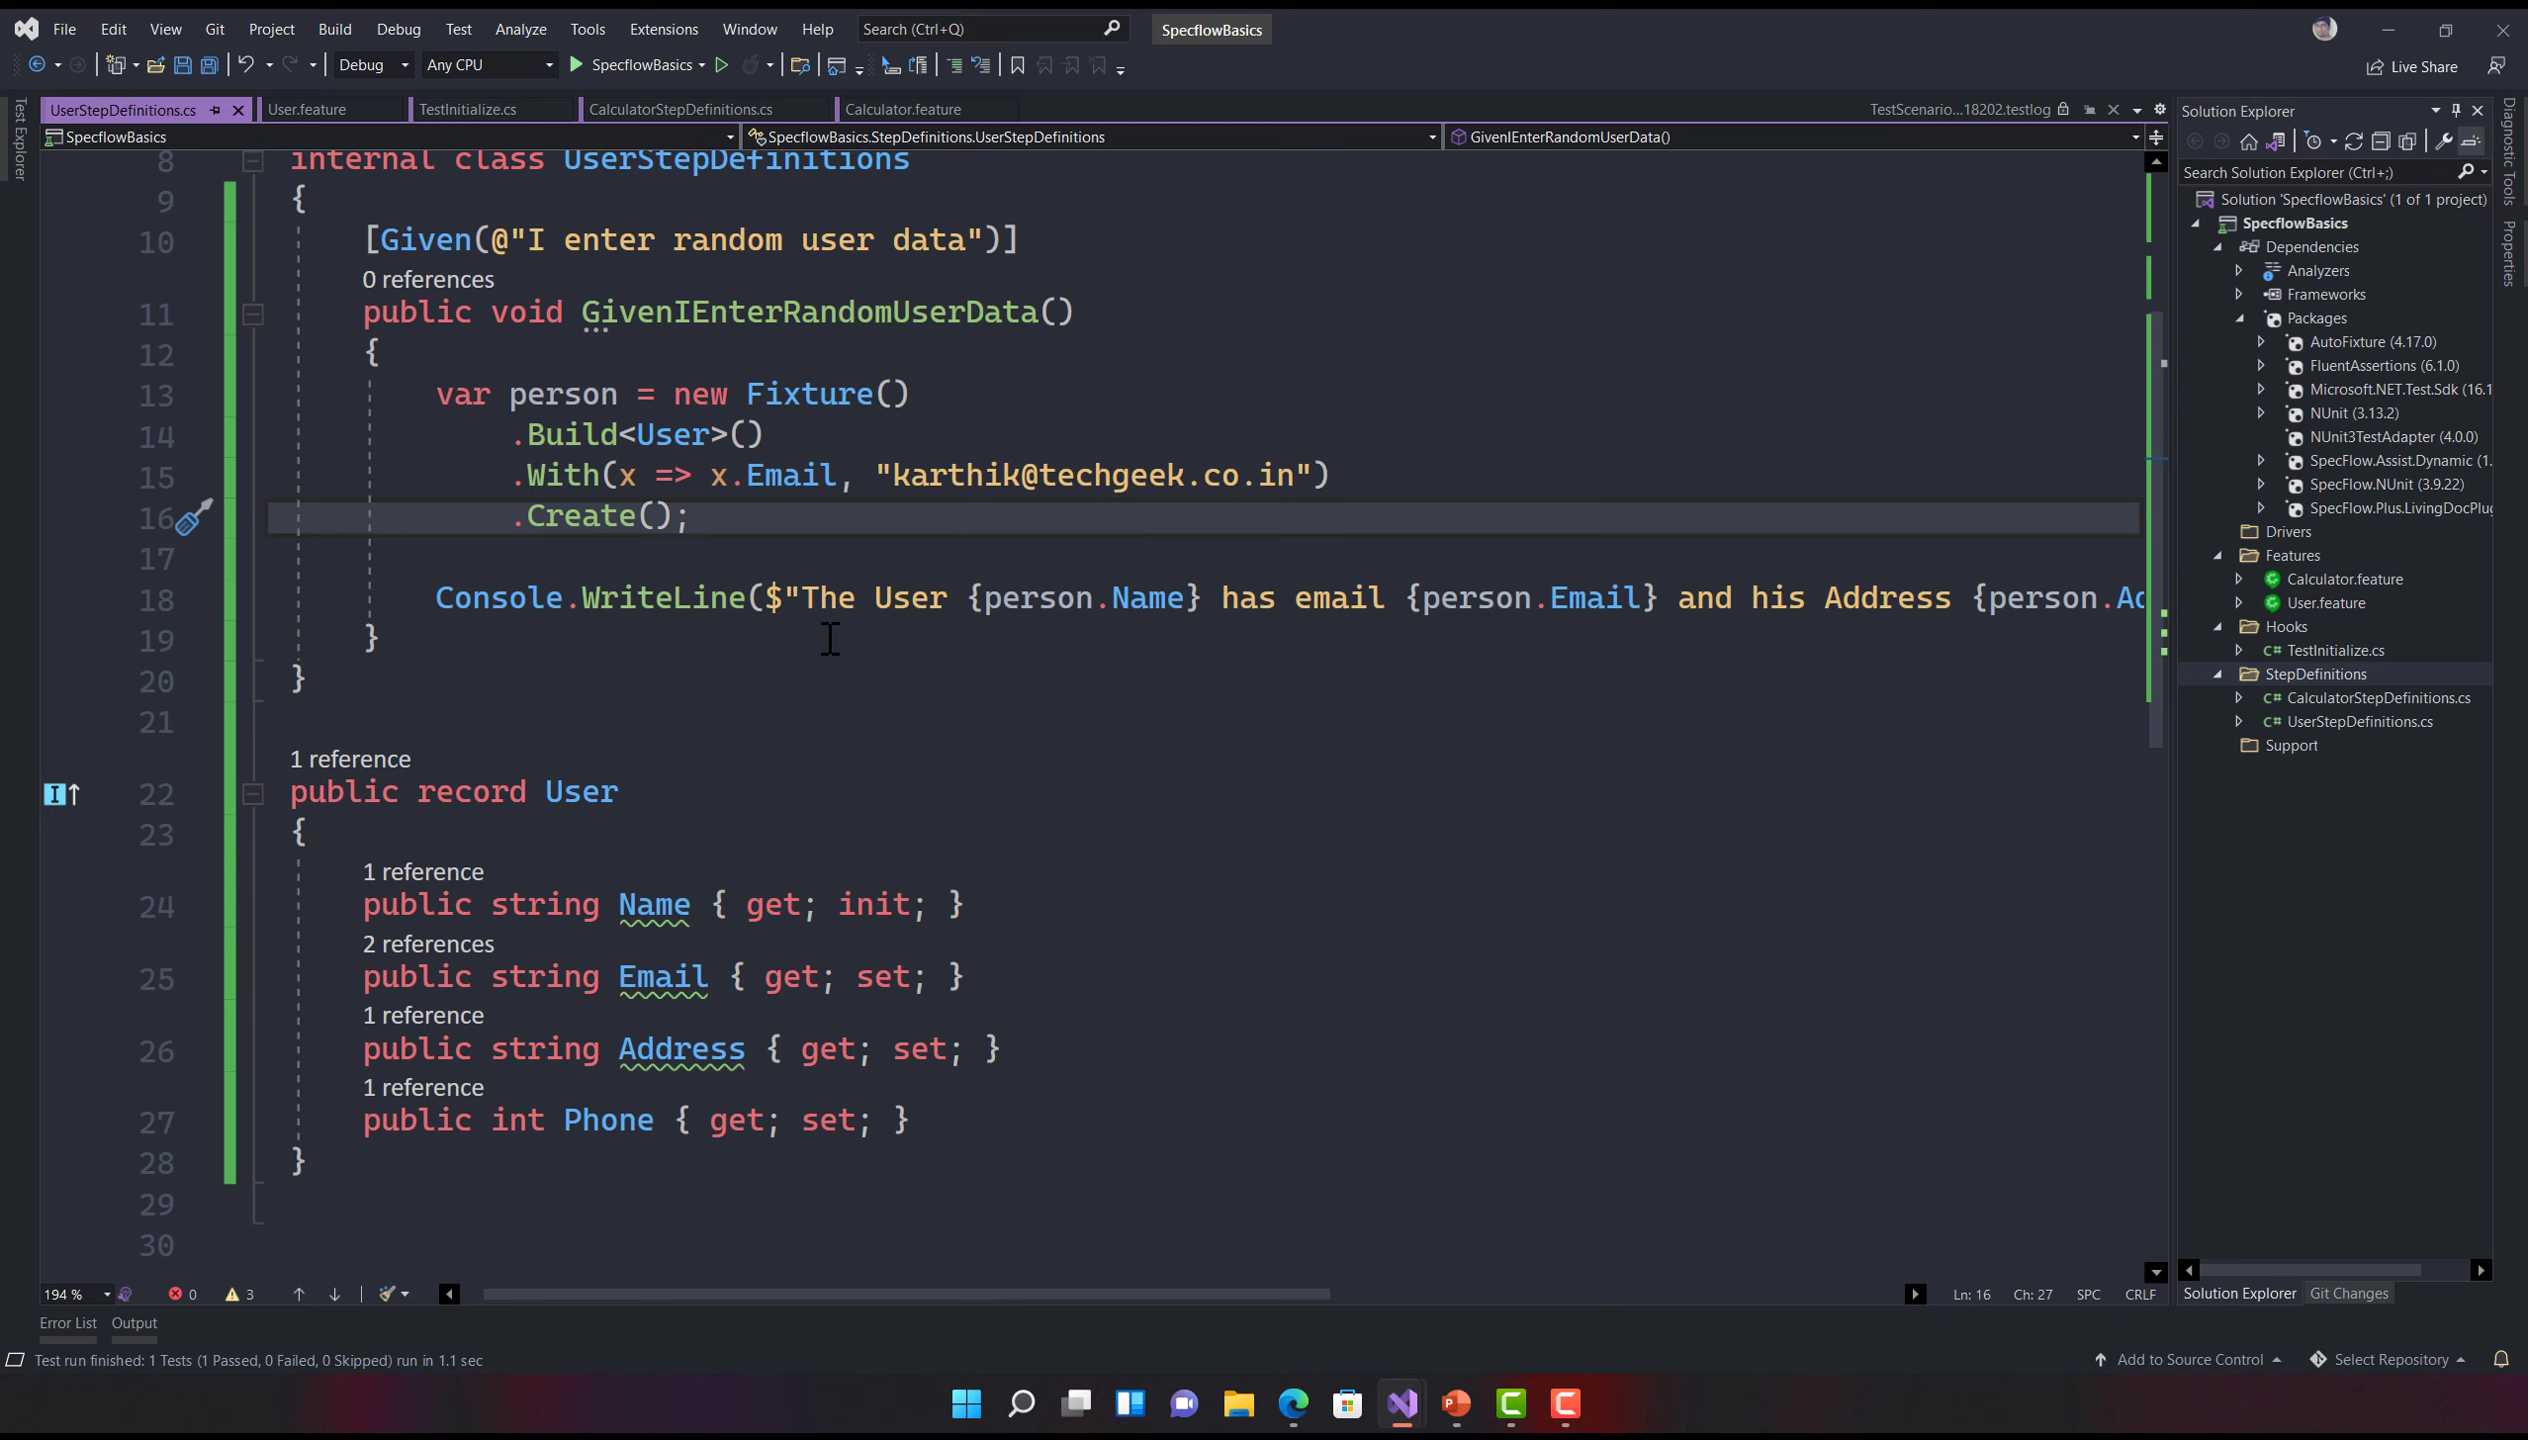 File Edit View Git Project Build Debug Test Analyze Tools Extensions Window Help Search (Ctrl+Q) SpecflowBasics
Debug Any CPU SpecflowBasics Live Share
UserStepDefinitions.cs User.feature TestInitialize.cs CalculatorStepDefinitions.cs Calculator.feature TestScenario...18202.testlog
SpecflowBasics SpecflowBasics.StepDefinitions.UserStepDefinitions GivenIEnterRandomUserData()
Test Explorer
8 internal class UserStepDefinitions
9 {
10 [Given(@"I enter random user data")]
0 references
11 public void GivenIEnterRandomUserData()
12 {
13 var person = new Fixture()
14 .Build<User>()
15 .With(x => x.Email, "karthik@techgeek.co.in")
16 .Create();
17
18 Console.WriteLine($"The User {person.Name} has email {person.Email} and his Address {person.Ad
19 }
20 }
21
1 reference
22 public record User
23 {
1 reference
24 public string Name { get; init; }
2 references
25 public string Email { get; set; }
1 reference
26 public string Address { get; set; }
1 reference
27 public int Phone { get; set; }
28 }
29
30
194 % 0 3 Ln: 16 Ch: 27 SPC CRLF
Solution Explorer
Search Solution Explorer (Ctrl+;)
Solution 'SpecflowBasics' (1 of 1 project)
SpecflowBasics
Dependencies
Analyzers
Frameworks
Packages
AutoFixture (4.17.0)
FluentAssertions (6.1.0)
Microsoft.NET.Test.Sdk (16.1
NUnit (3.13.2)
NUnit3TestAdapter (4.0.0)
SpecFlow.Assist.Dynamic (1.
SpecFlow.NUnit (3.9.22)
SpecFlow.Plus.LivingDocPlug
Drivers
Features
Calculator.feature
User.feature
Hooks
TestInitialize.cs
StepDefinitions
CalculatorStepDefinitions.cs
UserStepDefinitions.cs
Support
Solution Explorer Git Changes
Diagnostic Tools
Properties
Error List Output
Test run finished: 1 Tests (1 Passed, 0 Failed, 0 Skipped) run in 1.1 sec Add to Source Control Select Repository